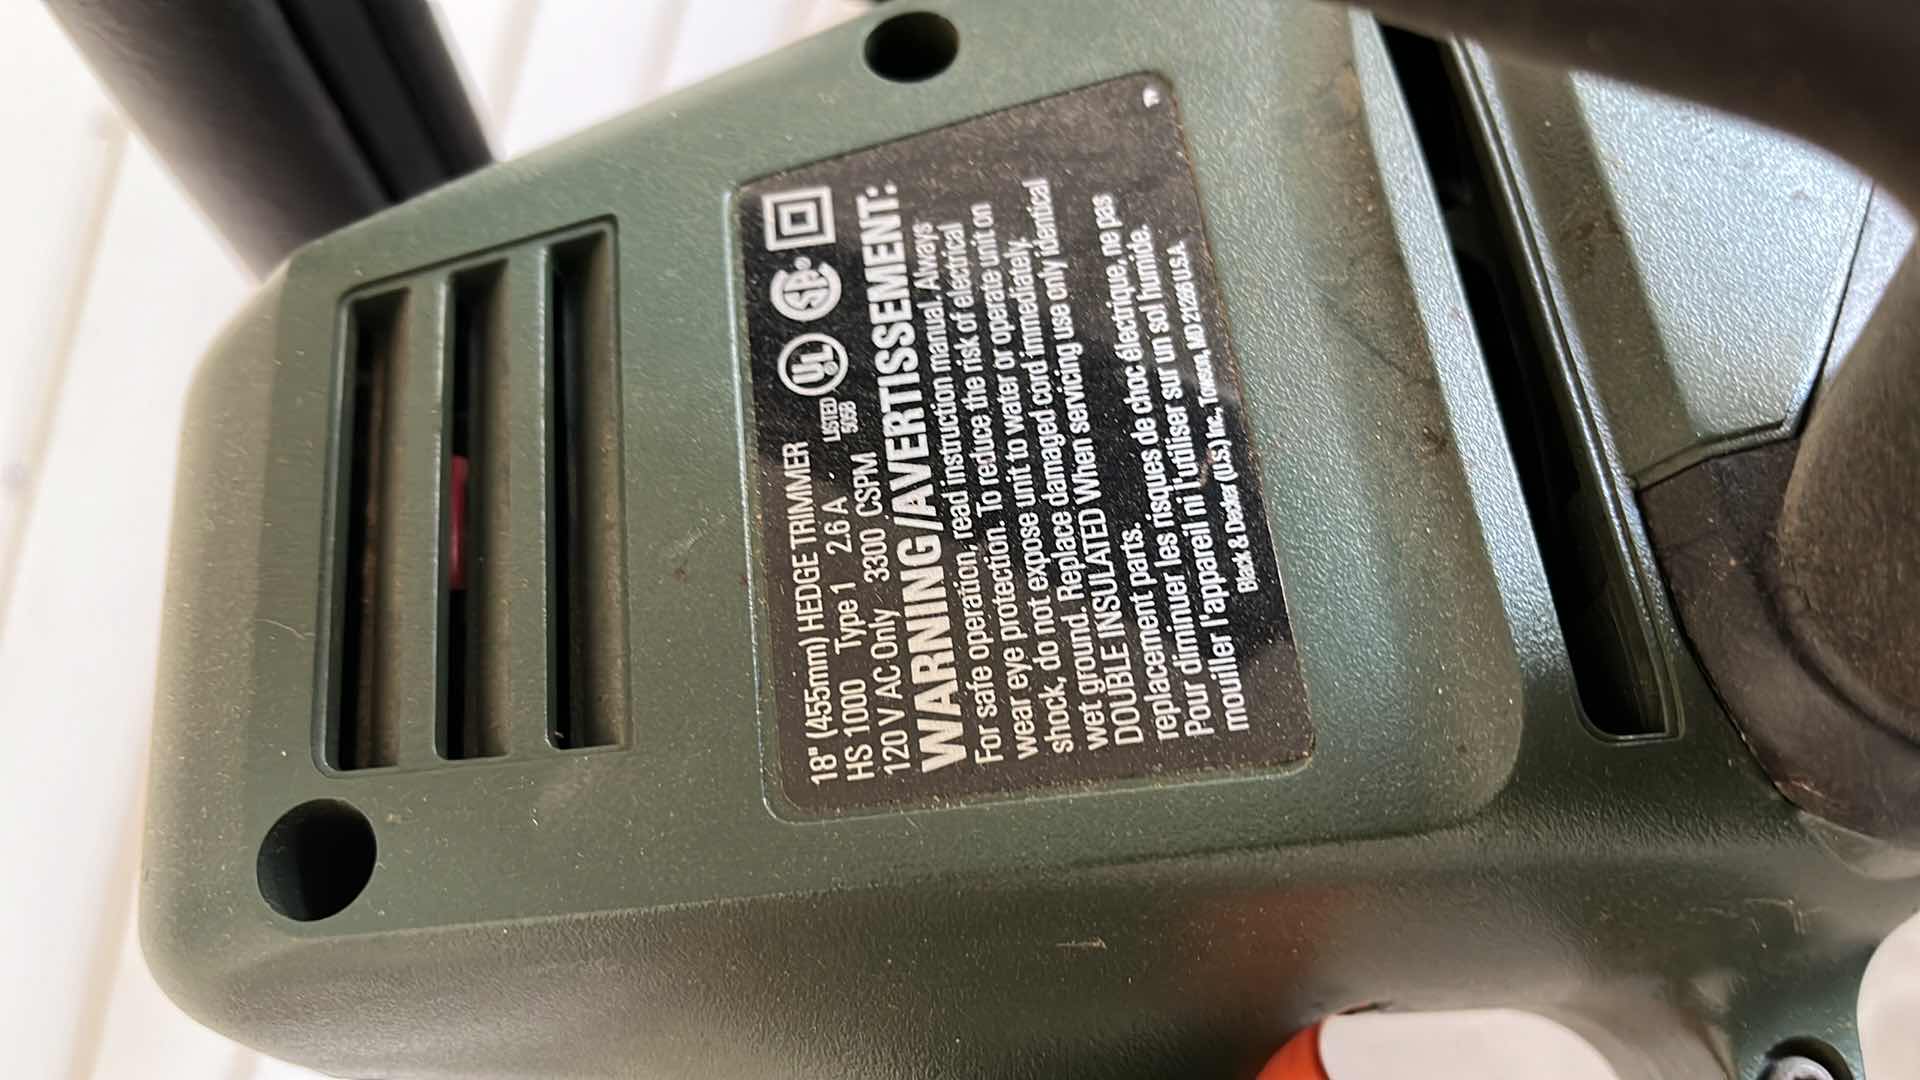 18" (455mm) HEDGE TRIMMER
HS 1000 Type 1 2.6 A
120 V AC Only 3300 CSPM
LISTED
509B
UL
SA
WARNING/AVERTISSEMENT:
For safe operation, read instruction manual. Always
wear eye protection. To reduce the risk of electrical
shock, do not expose unit to water or operate unit on
wet ground. Replace damaged cord immediately.
DOUBLE INSULATED When servicing use only identical
replacement parts.
Pour diminuer les risques de choc électrique, ne pas
mouiller l'appareil ni l'utiliser sur un sol humide.
Black & Decker (U.S.) Inc., Towson, MD 21286 U.S.A.